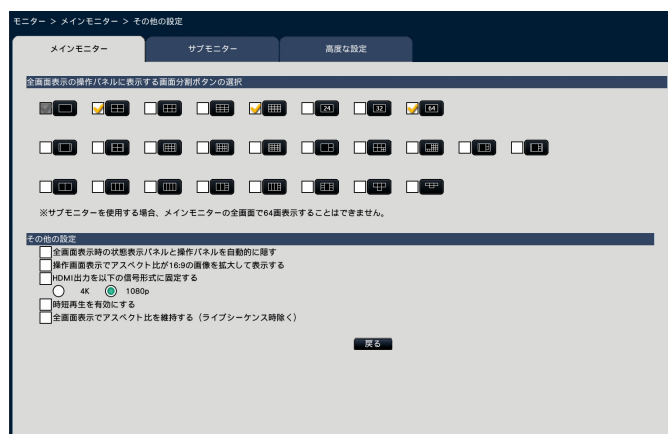 モニター > メインモニター > その他の設定
メインモニター サブモニター 高度な設定
全画面表示の操作パネルに表示する画面分割ボタンの選択
24 32 64
※サブモニターを使用する場合、メインモニターの全画面で64画表示することはできません。
その他の設定
全画面表示時の状態表示パネルと操作パネルを自動的に隠す
操作画面表示でアスペクト比が16:9の画像を拡大して表示する
HDMI出力を以下の信号形式に固定する
4K 1080p
時短再生を有効にする
全画面表示でアスペクト比を維持する（ライブシーケンス時除く）
戻る